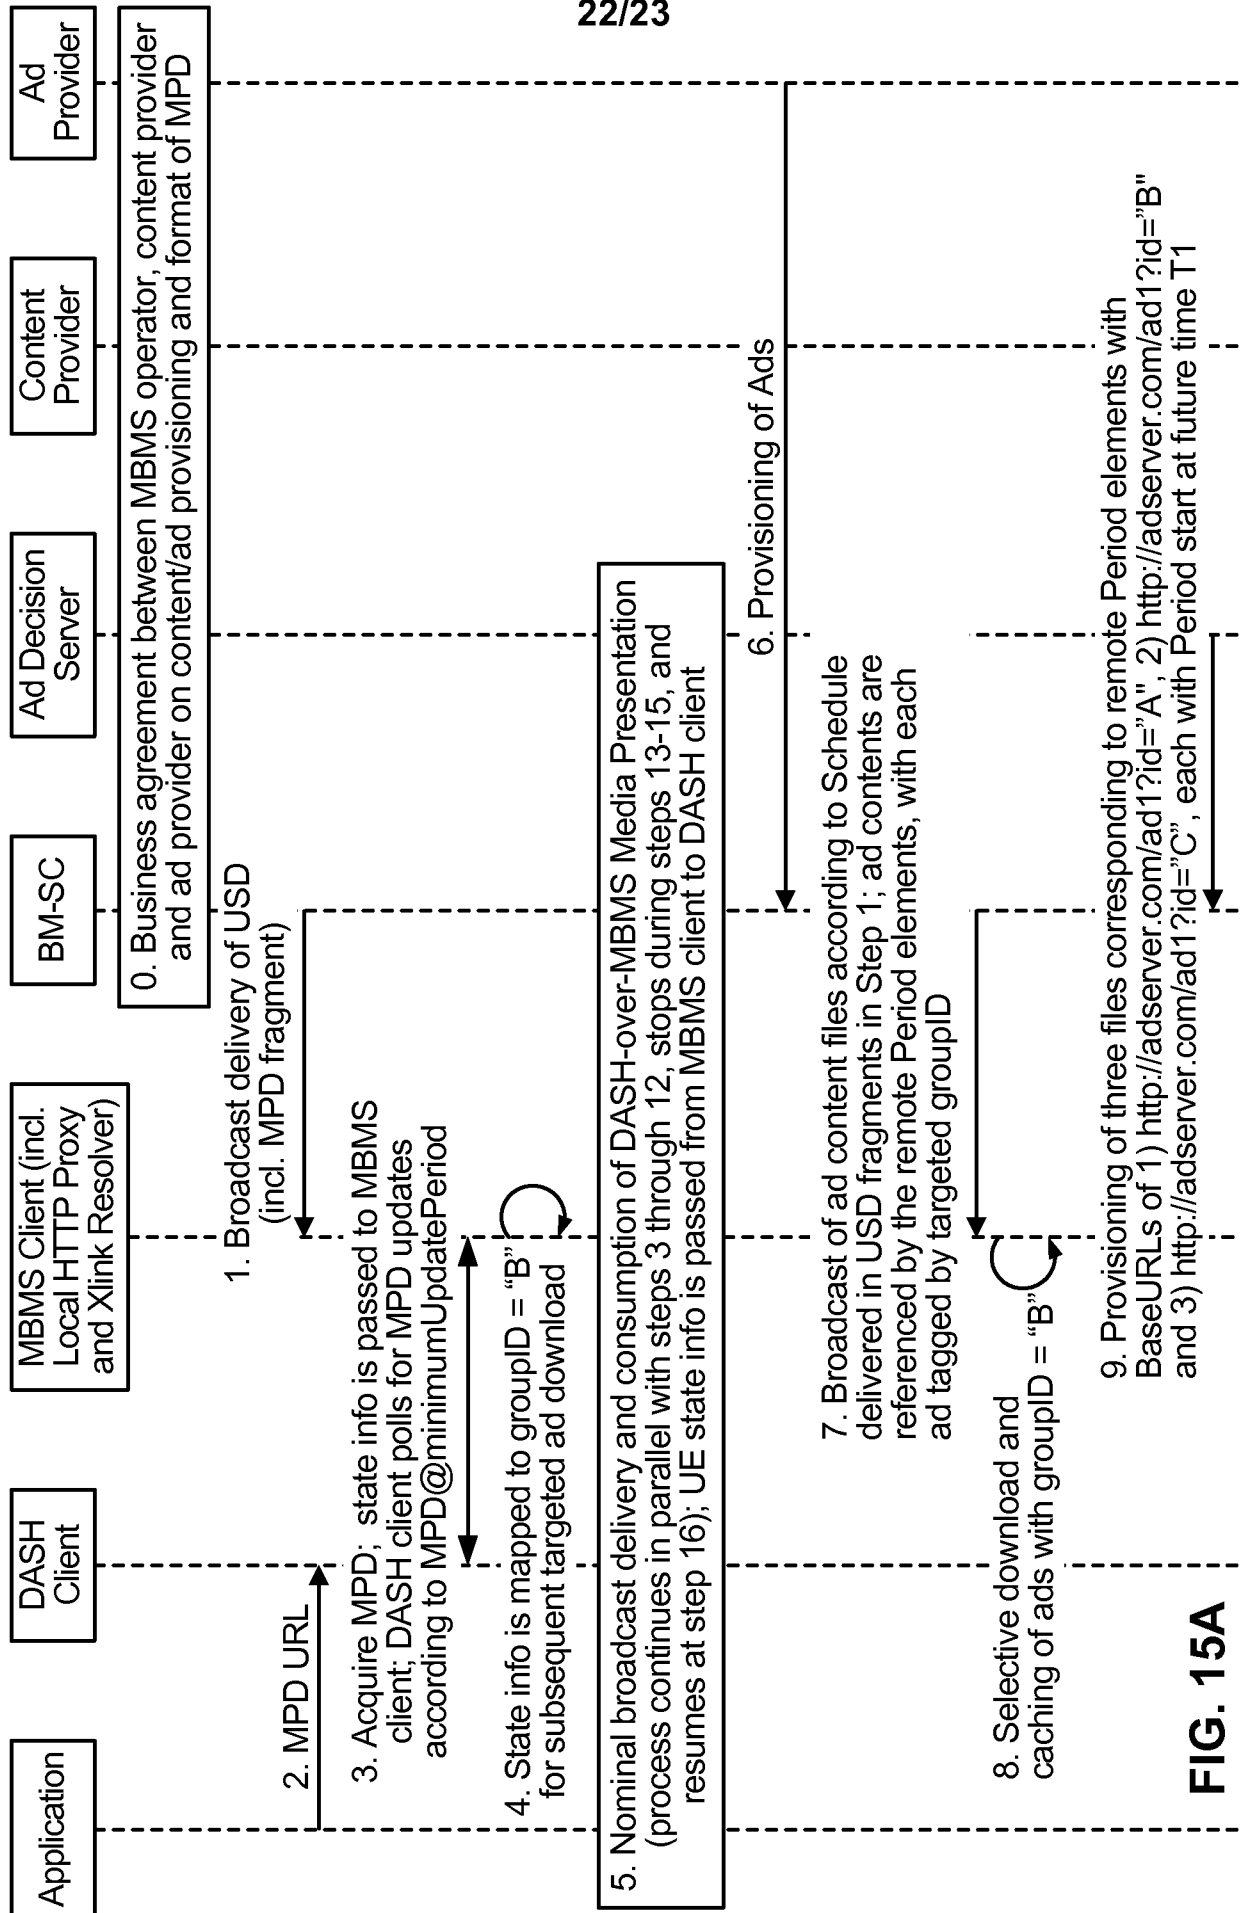 22/23
Application
DASH
Client
MBMS Client (incl.
Local HTTP Proxy
and Xlink Resolver)
BM-SC
Ad Decision
Server
Content
Provider
Ad
Provider
0. Business agreement between MBMS operator, content provider
and ad provider on content/ad provisioning and format of MPD
1. Broadcast delivery of USD
(incl. MPD fragment)
2. MPD URL
3. Acquire MPD; state info is passed to MBMS
client; DASH client polls for MPD updates
according to MPD@minimumUpdatePeriod
4. State info is mapped to groupID = “B”
for subsequent targeted ad download
5. Nominal broadcast delivery and consumption of DASH-over-MBMS Media Presentation
(process continues in parallel with steps 3 through 12, stops during steps 13-15, and
resumes at step 16); UE state info is passed from MBMS client to DASH client
6. Provisioning of Ads
7. Broadcast of ad content files according to Schedule
delivered in USD fragments in Step 1; ad contents are
referenced by the remote Period elements, with each
ad tagged by targeted groupID
8. Selective download and
caching of ads with groupID = “B”
9. Provisioning of three files corresponding to remote Period elements with
BaseURLs of 1) http://adserver.com/ad1?id=”A", 2) http://adserver.com/ad1?id=”B"
and 3) http://adserver.com/ad1?id=”C” , each with Period start at future time T1
FIG. 15A